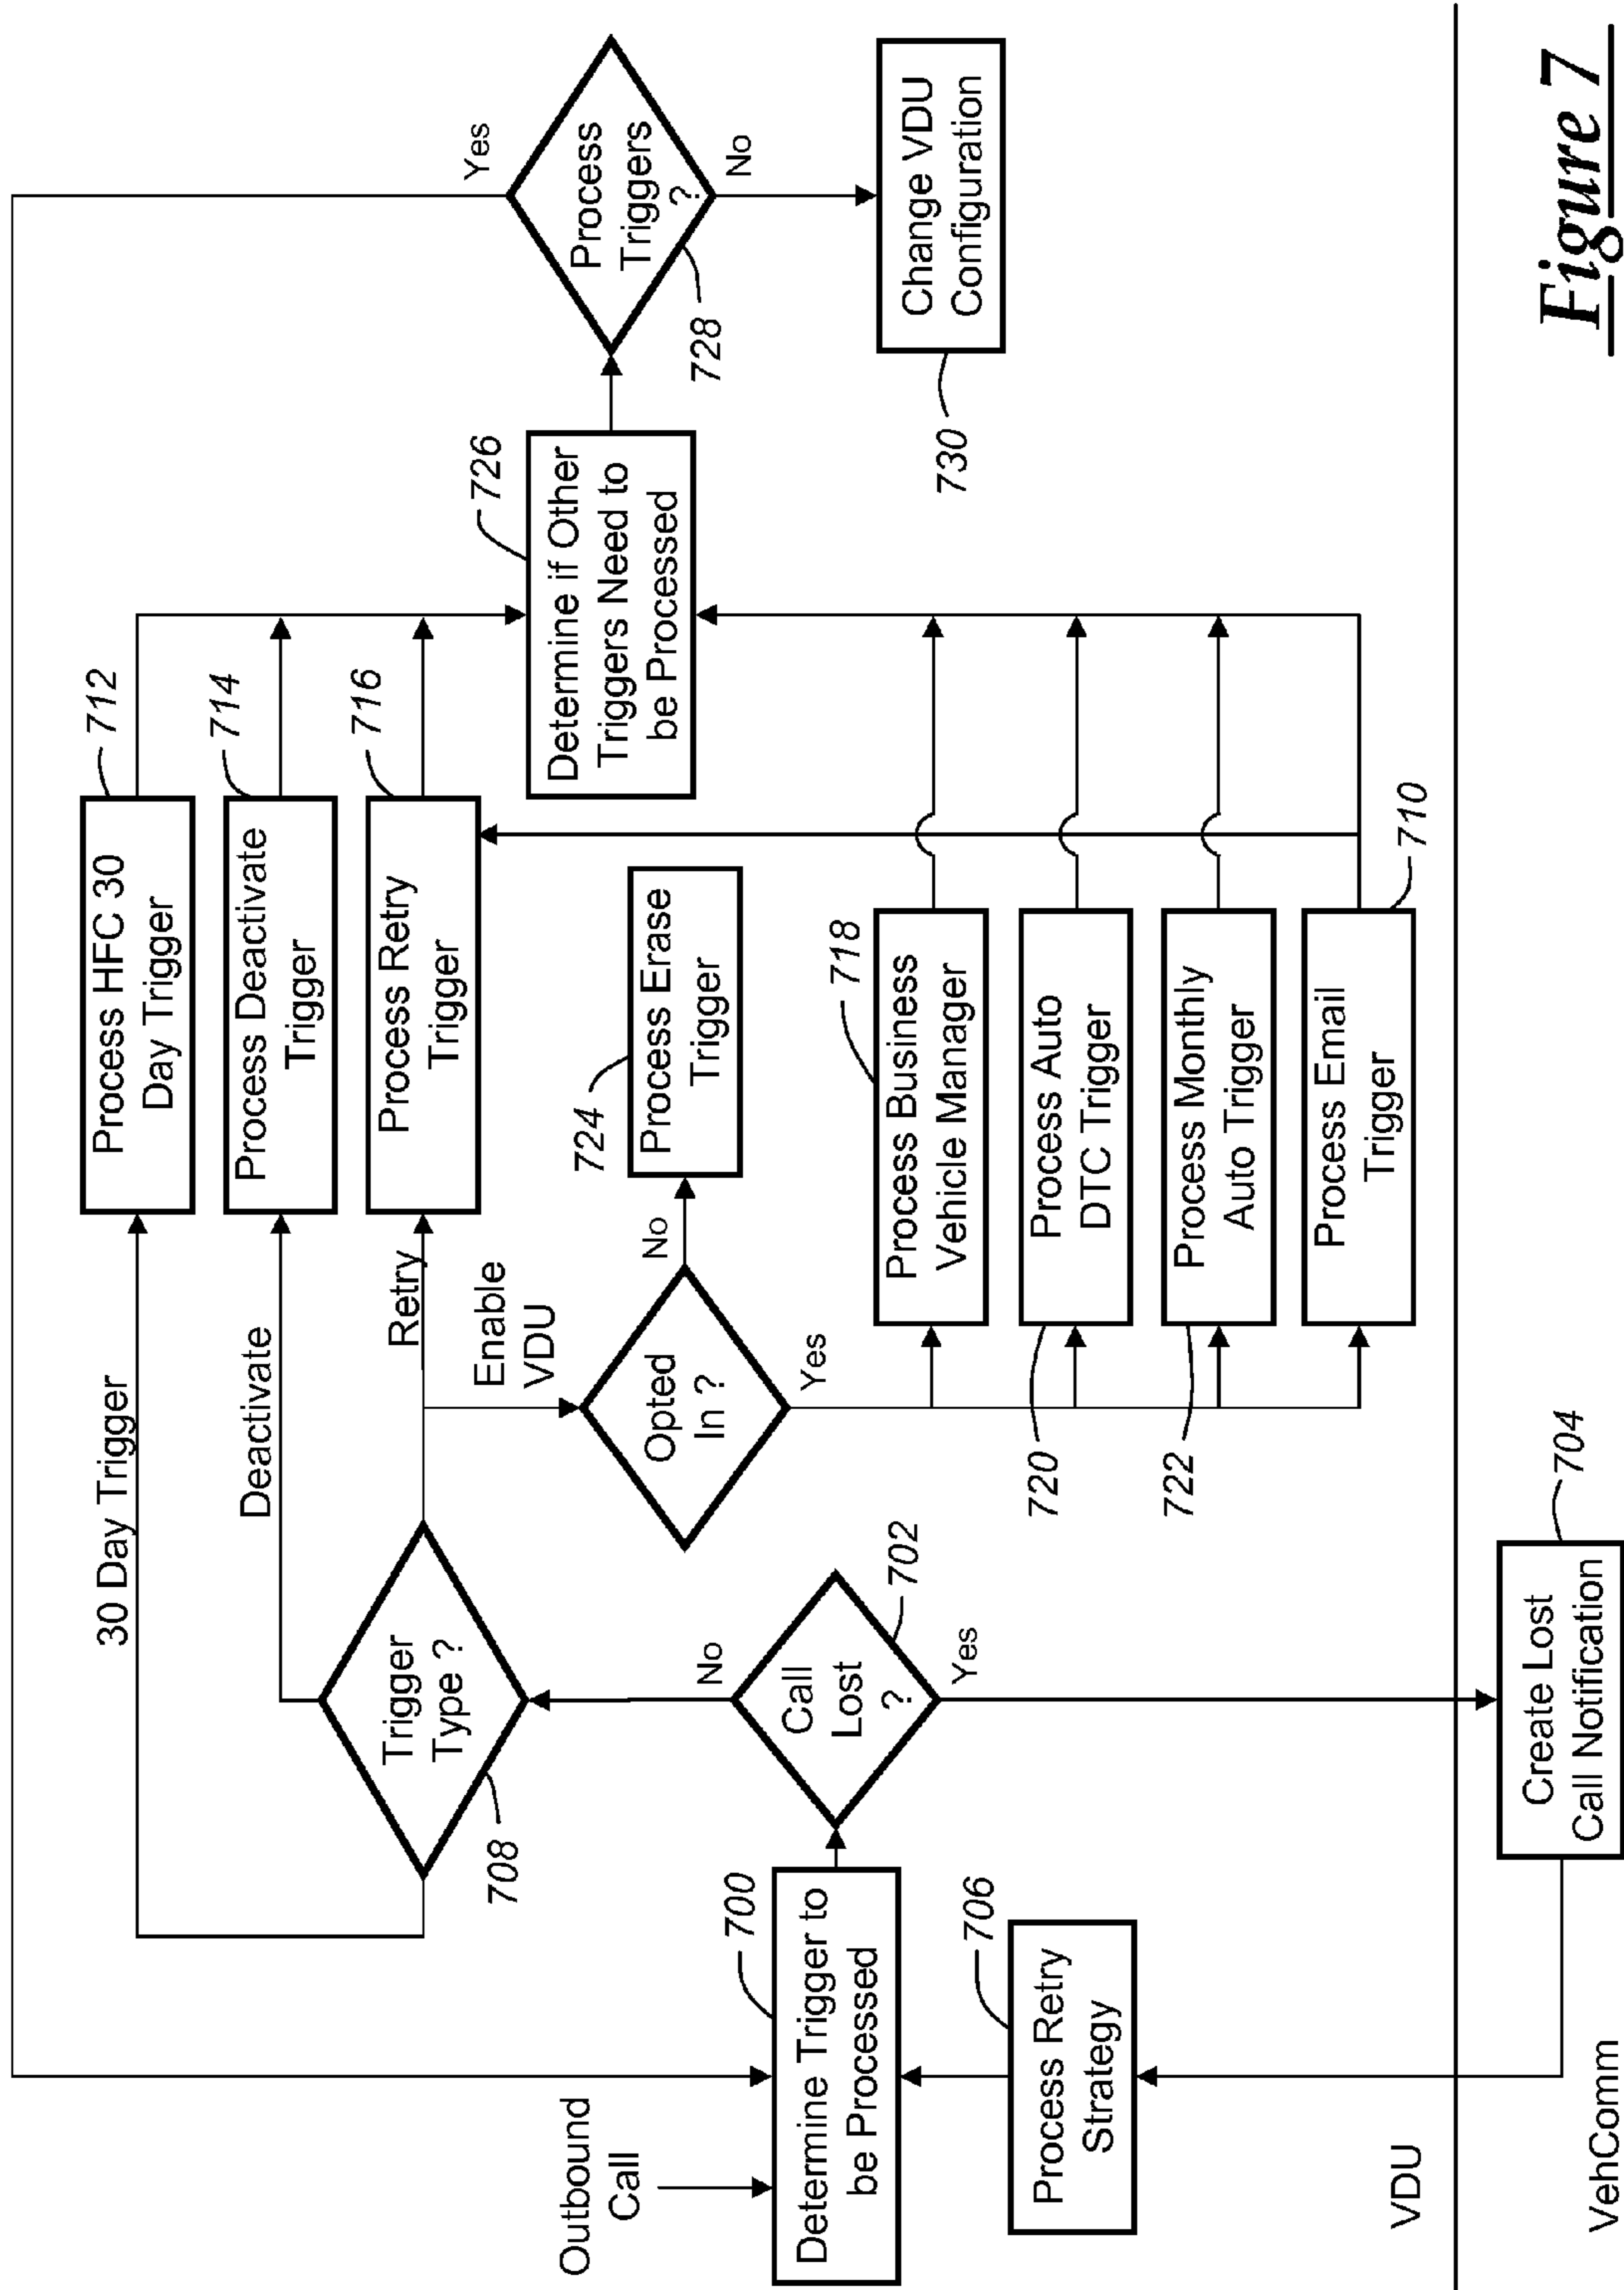 Outbound
Call
Determine Trigger to
be Processed
700
Process Retry
Strategy
706
Call
Lost
?
702
No
Yes
Create Lost
Call Notification
704
Trigger
Type ?
708
30 Day Trigger
Deactivate
Retry
Enable
VDU
Opted
In ?
No
Yes
Process HFC 30
Day Trigger
712
Process Deactivate
Trigger
714
Process Retry
Trigger
716
724
Process Erase
Trigger
Process Business
Vehicle Manager
718
Process Auto
DTC Trigger
720
Process Monthly
Auto Trigger
722
Process Email
Trigger
710
Determine if Other
Triggers Need to
be Processed
726
Process
Triggers
?
728
Yes
No
Change VDU
Configuration
730
VDU
VehComm
Figure 7